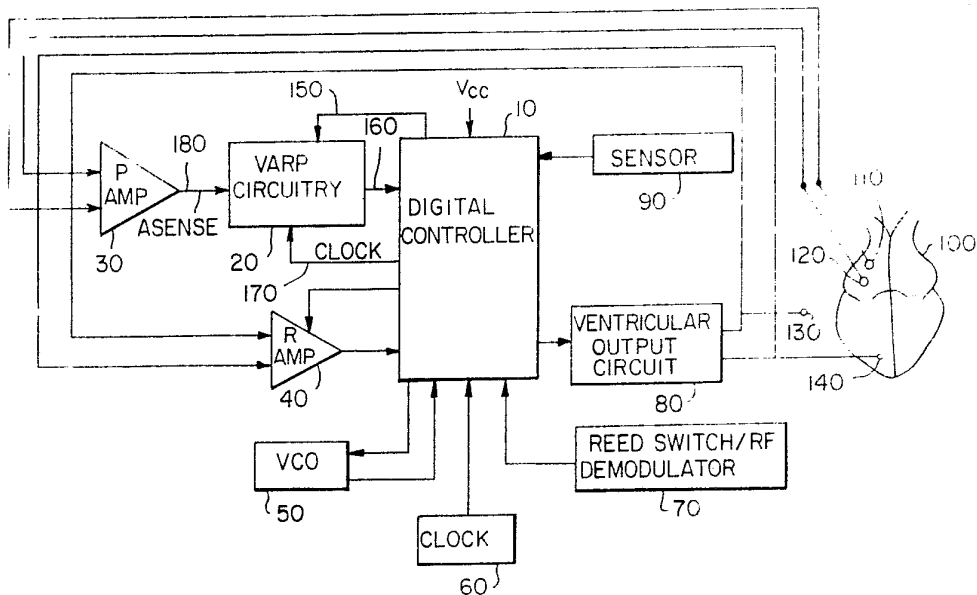 150
Vcc
10
160
180
P
AMP
VARP
CIRCUITRY
SENSOR
90
110
ASENSE
DIGITAL
CONTROLLER
30
20
CLOCK
120
100
170
R
AMP
VENTRICULAR
OUTPUT
CIRCUIT
130
40
80
140
VCO
REED SWITCH/RF
DEMODULATOR
50
70
CLOCK
60